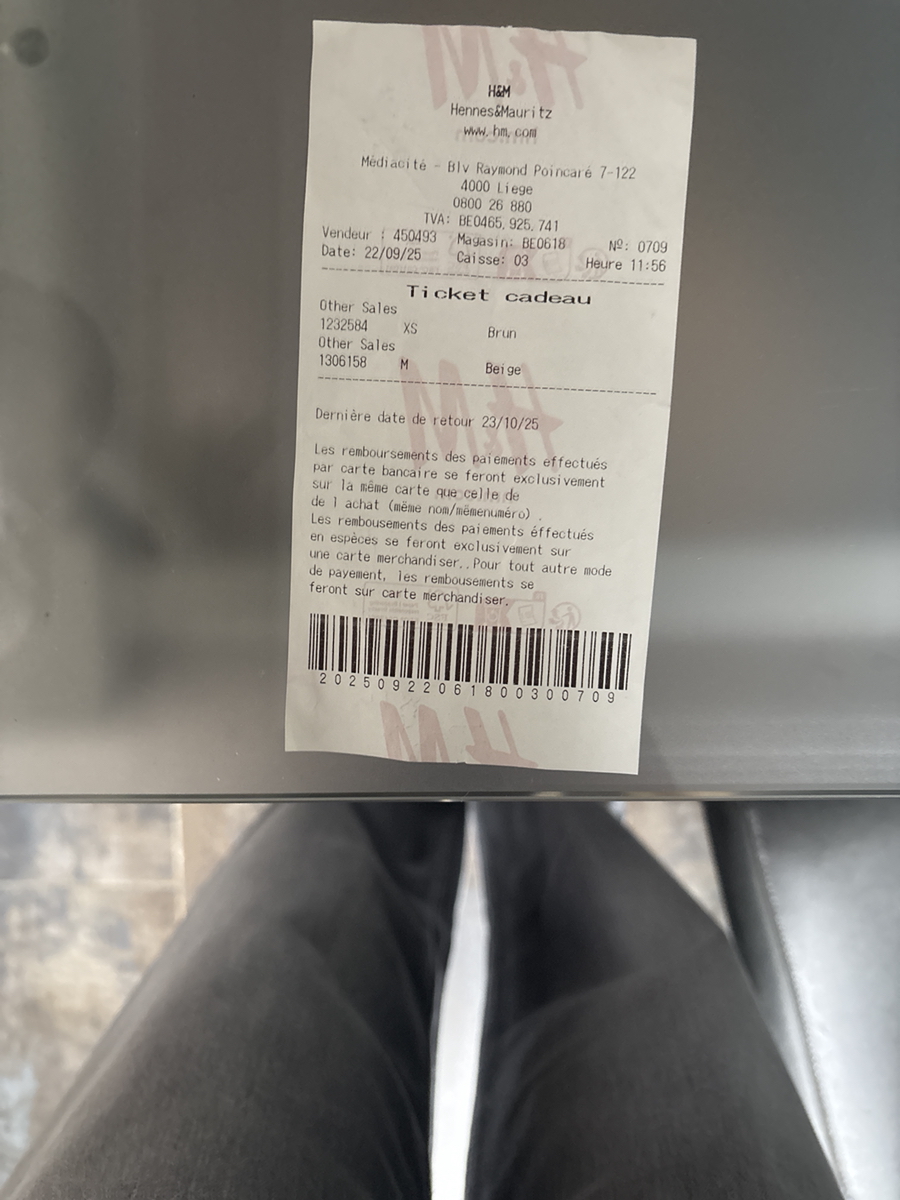 H&M
Hennes&Mauritz
www.hm.com
Médiacité - Blv Raymond Poincaré 7-122
4000 Liege
0800 26 880
TVA: BE0465.925.741
Vendeur : 450493 Magasin: BE0618 Nº: 0709
Date: 22/09/25 Caisse: 03 Heure 11:56
Ticket cadeau
Other Sales
1232584 XS Brun
Other Sales
1306158 M Beige
Dernière date de retour 23/10/25
Les remboursements des paiements effectués
par carte bancaire se feront exclusivement
sur la même carte que celle de
de l achat (même nom/mêmenuméro) .
Les rembousements des paiements éffectués
en espèces se feront exclusivement sur
une carte merchandiser..Pour tout autre mode
de payement, les rembousements se
feront sur carte merchandiser.
2025092206180030070​9